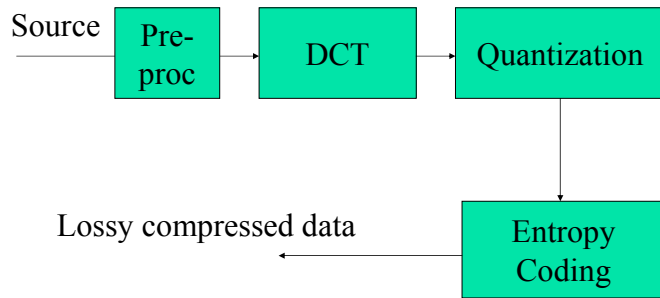 Source
Pre-
proc
DCT
Quantization
Lossy compressed data
Entropy
Coding